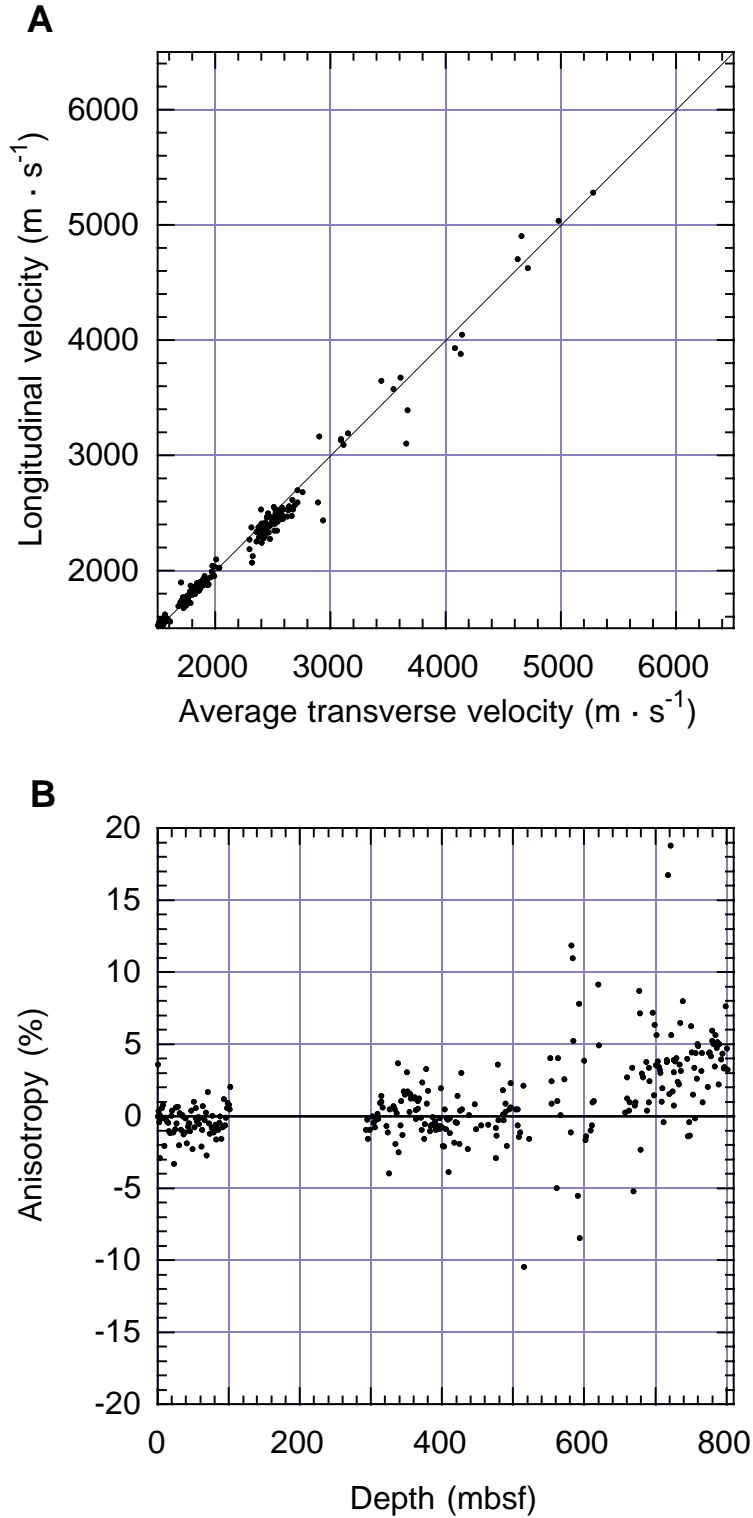 A
6000
5000
4000
3000
2000
Longitudinal velocity (m · s⁻¹)
2000 3000 4000 5000 6000
Average transverse velocity (m · s⁻¹)
B
20
15
10
5
0
-5
-10
-15
-20
Anisotropy (%)
0 200 400 600 800
Depth (mbsf)